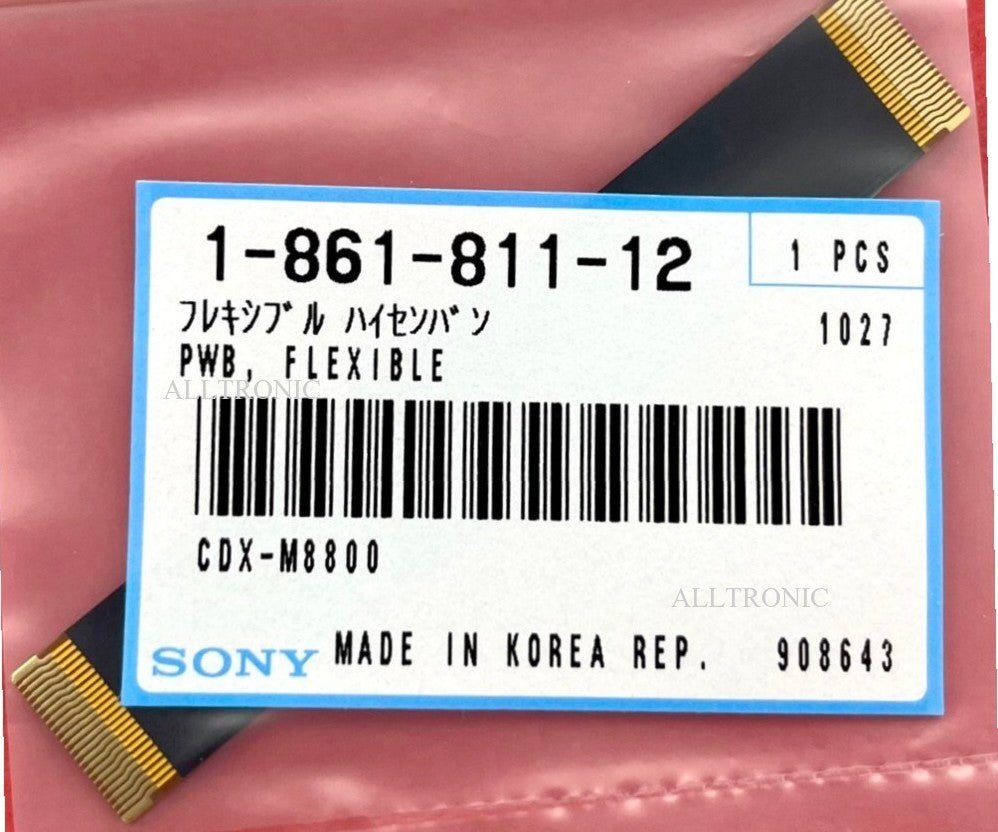 1-861-811-12
1 PCS
ﾌﾚｷｼﾌﾞﾙ ﾊｲｾﾝﾊﾞﾝ
1027
PWB, FLEXIBLE
ALLTRONIC
CDX-M8800
ALLTRONIC
SONY MADE IN KOREA REP. 908643